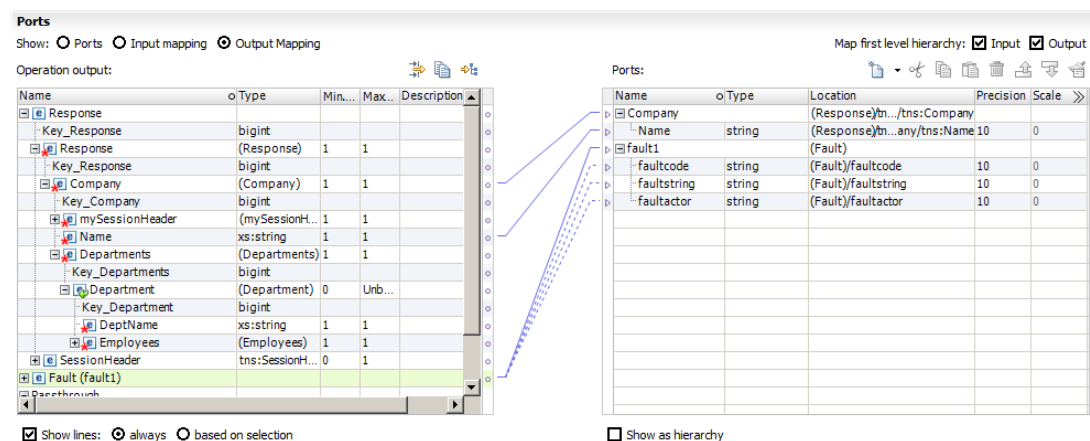 Ports
Show: Ports Input mapping Output Mapping
Map first level hierarchy: Input Output
Operation output:
Ports:
Name Type Min... Max... Description
Response
Key_Response bigint
Response (Response) 1 1
Key_Response bigint
Company (Company) 1 1
Key_Company bigint
mySessionHeader (mySessionH... 1 1
Name xs:string 1 1
Departments (Departments) 1 1
Key_Departments bigint
Department (Department) 0 Unb...
Key_Department bigint
DeptName xs:string 1 1
Employees (Employees) 1 1
SessionHeader tns:SessionH... 0 1
Fault (fault1)
Passthrough
Name Type Location Precision Scale
Company (Response)/tn.../tns:Company
Name string (Response)/tn...any/tns:Name 10 0
fault1 (Fault)
faultcode string (Fault)/faultcode 10 0
faultstring string (Fault)/faultstring 10 0
faultactor string (Fault)/faultactor 10 0
Show lines: always based on selection
Show as hierarchy